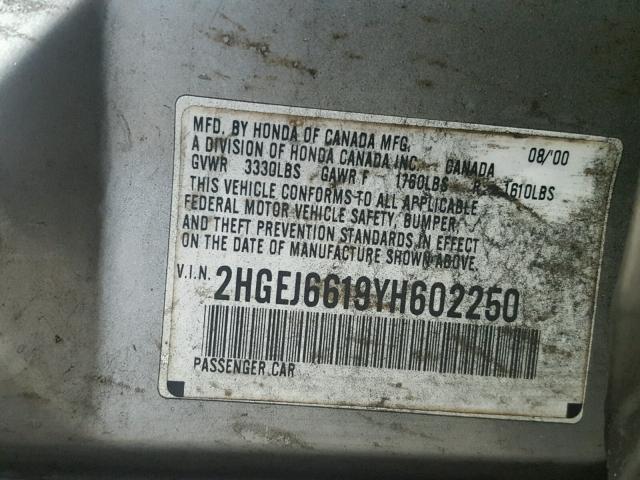 MFD. BY HONDA OF CANADA MFG.
A DIVISION OF HONDA CANADA INC. CANADA 08/00
GVWR 3330LBS GAWR F 1760LBS R 1610LBS
THIS VEHICLE CONFORMS TO ALL APPLICABLE
FEDERAL MOTOR VEHICLE SAFETY, BUMPER,
AND THEFT PREVENTION STANDARDS IN EFFECT
ON THE DATE OF MANUFACTURE SHOWN ABOVE.
V.I.N. 2HGEJ6619YH602250
PASSENGER CAR